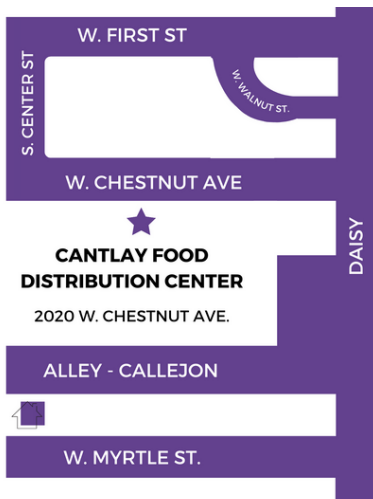 W. FIRST ST
S. CENTER ST
W. WALNUT ST.
W. CHESTNUT AVE
DAISY
CANTLAY FOOD
DISTRIBUTION CENTER
2020 W. CHESTNUT AVE.
ALLEY - CALLEJON
W. MYRTLE ST.